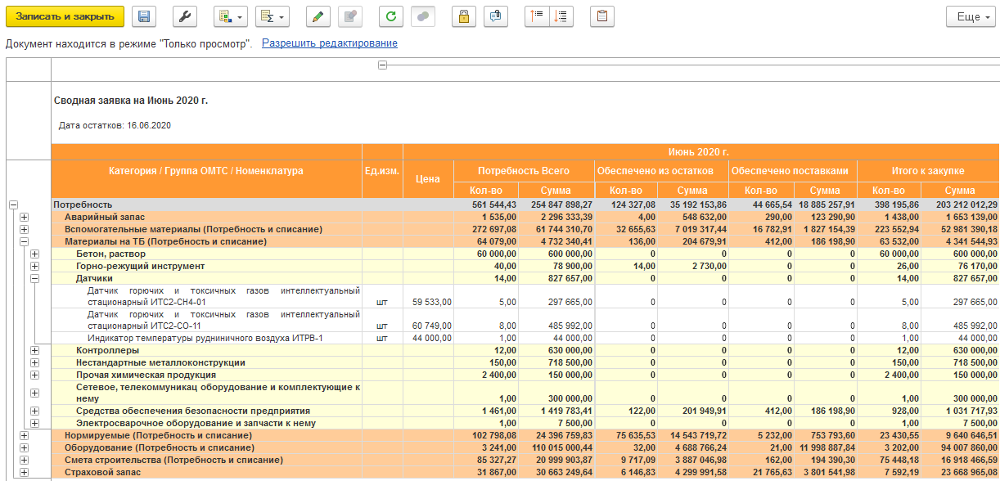 Записать и закрыть Еще
Документ находится в режиме "Только просмотр". Разрешить редактирование
Сводная заявка на Июнь 2020 г.
Дата остатков: 16.06.2020
Категория / Группа ОМТС / Номенклатура Ед.изм. Цена Июнь 2020 г.
Потребность Всего Обеспечено из остатков Обеспечено поставками Итого к закупке
Кол-во Сумма Кол-во Сумма Кол-во Сумма Кол-во Сумма
Потребность 561 544,43 254 847 898,27 124 327,08 35 192 153,86 44 665,54 18 885 257,91 398 195,86 203 212 012,29
Аварийный запас 1 535,00 2 296 333,39 4,00 548 632,00 290,00 123 290,90 1 438,00 1 653 139,00
Вспомогательные материалы (Потребность и списание) 272 697,08 61 744 310,70 32 655,63 7 019 317,44 16 782,91 1 827 154,39 223 552,94 52 981 390,18
Материалы на ТБ (Потребность и списание) 64 079,00 4 732 340,41 136,00 204 679,91 412,00 186 198,90 63 532,00 4 341 544,93
Бетон, раствор 60 000,00 600 000,00 0 0 0 0 60 000,00 600 000,00
Горно-режущий инструмент 40,00 78 900,00 14,00 2 730,00 0 0 26,00 76 170,00
Датчики 14,00 827 657,00 0 0 0 0 14,00 827 657,00
Датчик горючих и токсичных газов интеллектуальный
стационарный ИТС2-СН4-01 шт 59 533,00 5,00 297 665,00 0 0 0 0 5,00 297 665,00
Датчик горючих и токсичных газов интеллектуальный
стационарный ИТС2-СО-11 шт 60 749,00 8,00 485 992,00 0 0 0 0 8,00 485 992,00
Индикатор температуры рудниничного воздуха ИТРВ-1 шт 44 000,00 1,00 44 000,00 0 0 0 0 1,00 44 000,00
Контроллеры 12,00 630 000,00 0 0 0 0 12,00 630 000,00
Нестандартные металлоконструкции 150,00 718 500,00 0 0 0 0 150,00 718 500,00
Прочая химическая продукция 2 400,00 150 000,00 0 0 0 0 2 400,00 150 000,00
Сетевое, телекоммуникац оборудование и комплектующие к
нему 1,00 300 000,00 0 0 0 0 1,00 300 000,00
Средства обеспечения безопасности предприятия 1 461,00 1 419 783,41 122,00 201 949,91 412,00 186 198,90 928,00 1 031 717,93
Электросварочное оборудование и запчасти к нему 1,00 7 500,00 0 0 0 0 1,00 7 500,00
Нормируемые (Потребность и списание) 102 798,08 24 396 759,83 75 635,53 14 543 719,72 5 232,00 753 793,60 23 430,55 9 640 646,51
Оборудование (Потребность и списание) 3 241,00 110 015 000,44 32,00 4 688 766,24 21,00 11 998 887,84 3 202,00 94 007 860,00
Смета строительства (Потребность и списание) 85 327,27 20 999 903,87 9 717,09 3 887 046,98 162,00 194 390,30 75 448,18 16 918 466,59
Страховой запас 31 867,00 30 663 249,64 6 146,83 4 299 991,58 21 765,63 3 801 541,98 7 592,19 23 668 965,08